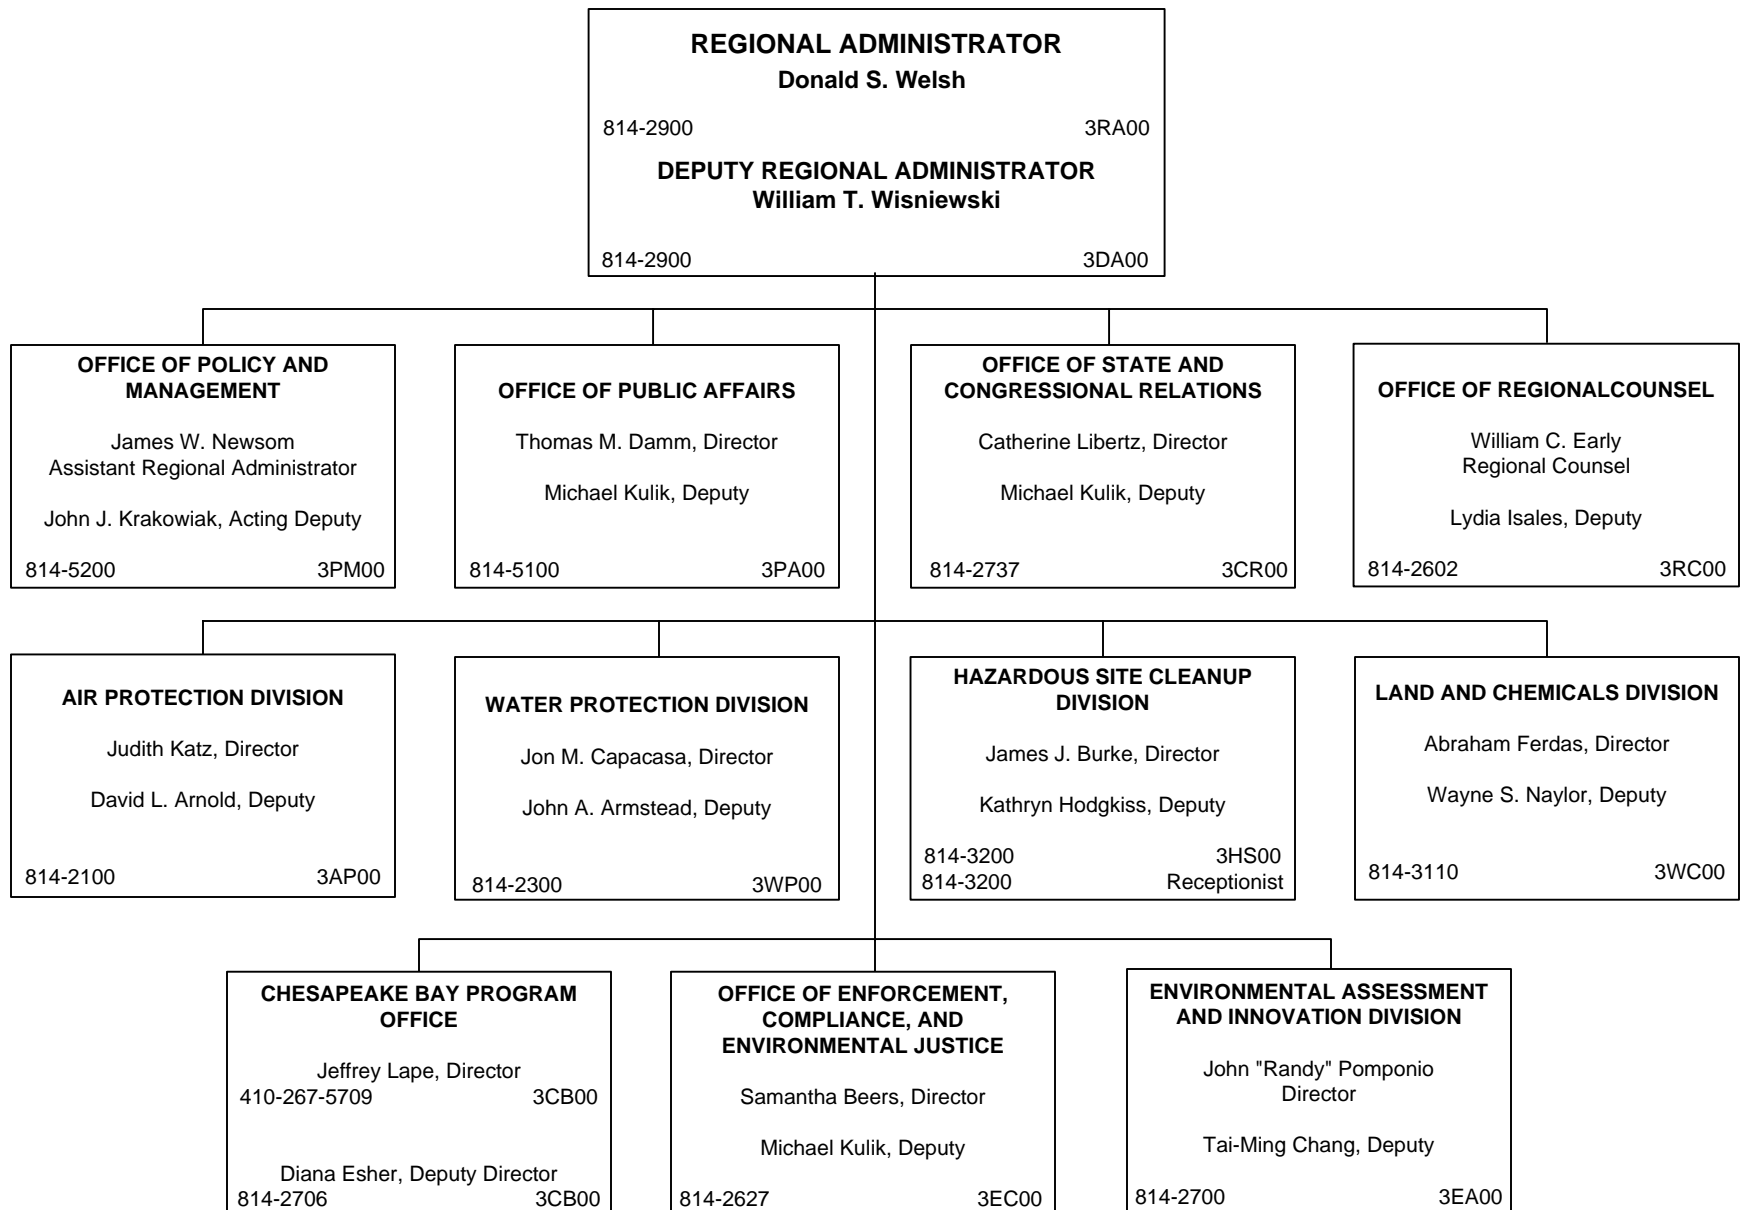 REGIONAL ADMINISTRATOR
Donald S. Welsh
814-2900 3RA00
DEPUTY REGIONAL ADMINISTRATOR
William T. Wisniewski
814-2900 3DA00
OFFICE OF POLICY AND
MANAGEMENT
James W. Newsom
Assistant Regional Administrator
John J. Krakowiak, Acting Deputy
814-5200 3PM00
OFFICE OF PUBLIC AFFAIRS
Thomas M. Damm, Director
Michael Kulik, Deputy
814-5100 3PA00
OFFICE OF STATE AND
CONGRESSIONAL RELATIONS
Catherine Libertz, Director
Michael Kulik, Deputy
814-2737 3CR00
OFFICE OF REGIONALCOUNSEL
William C. Early
Regional Counsel
Lydia Isales, Deputy
814-2602 3RC00
AIR PROTECTION DIVISION
Judith Katz, Director
David L. Arnold, Deputy
814-2100 3AP00
WATER PROTECTION DIVISION
Jon M. Capacasa, Director
John A. Armstead, Deputy
814-2300 3WP00
HAZARDOUS SITE CLEANUP
DIVISION
James J. Burke, Director
Kathryn Hodgkiss, Deputy
814-3200 3HS00
814-3200 Receptionist
LAND AND CHEMICALS DIVISION
Abraham Ferdas, Director
Wayne S. Naylor, Deputy
814-3110 3WC00
CHESAPEAKE BAY PROGRAM
OFFICE
Jeffrey Lape, Director
410-267-5709 3CB00
Diana Esher, Deputy Director
814-2706 3CB00
OFFICE OF ENFORCEMENT,
COMPLIANCE, AND
ENVIRONMENTAL JUSTICE
Samantha Beers, Director
Michael Kulik, Deputy
814-2627 3EC00
ENVIRONMENTAL ASSESSMENT
AND INNOVATION DIVISION
John "Randy" Pomponio
Director
Tai-Ming Chang, Deputy
814-2700 3EA00